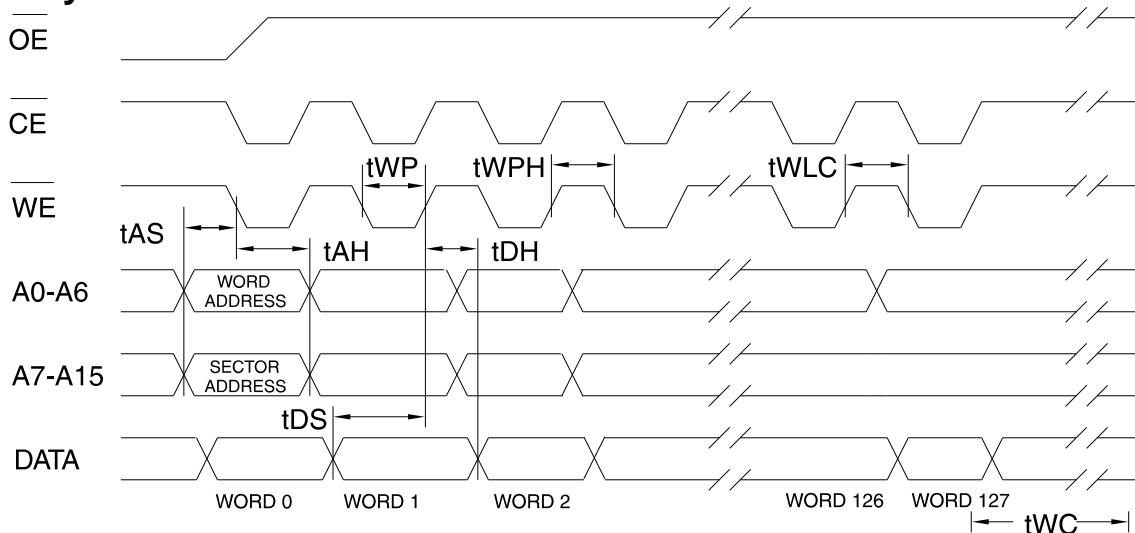 OE
CE
tWP
tWPH
tWLC
WE
tAS
tAH
tDH
A0-A6
WORD
ADDRESS
A7-A15
SECTOR
ADDRESS
tDS
DATA
WORD 0
WORD 1
WORD 2
WORD 126
WORD 127
tWC